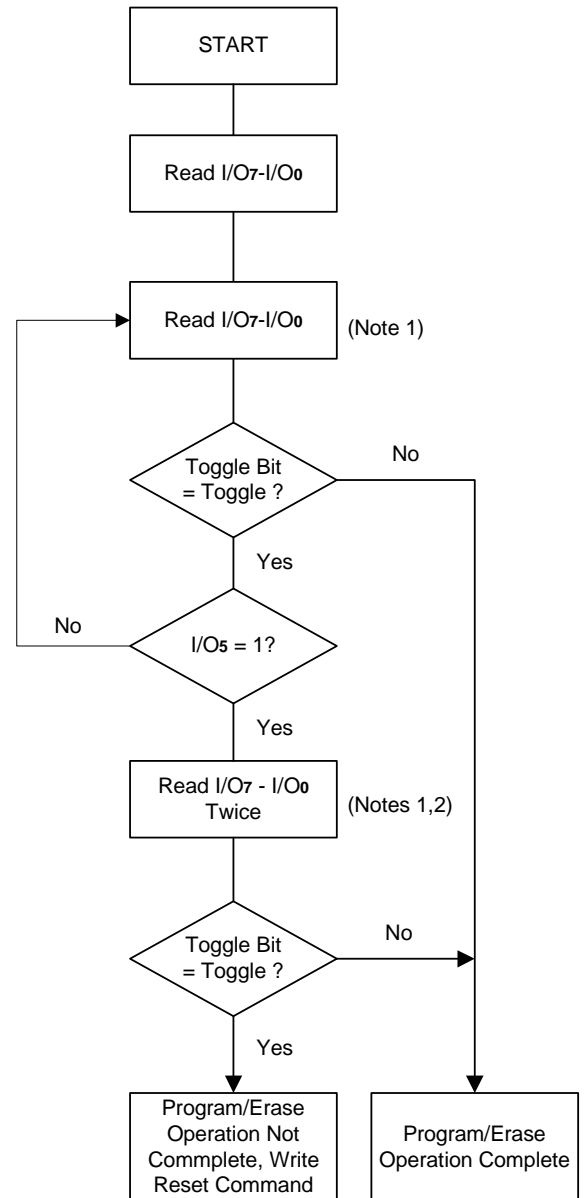 START
Read I/O7-I/O0
Read I/O7-I/O0
(Note 1)
Toggle Bit
= Toggle ?
No
Yes
No
I/O5 = 1?
Yes
Read I/O7 - I/O0
Twice
(Notes 1,2)
Toggle Bit
= Toggle ?
No
Yes
Program/Erase
Operation Not
Commplete, Write
Reset Command
Program/Erase
Operation Complete